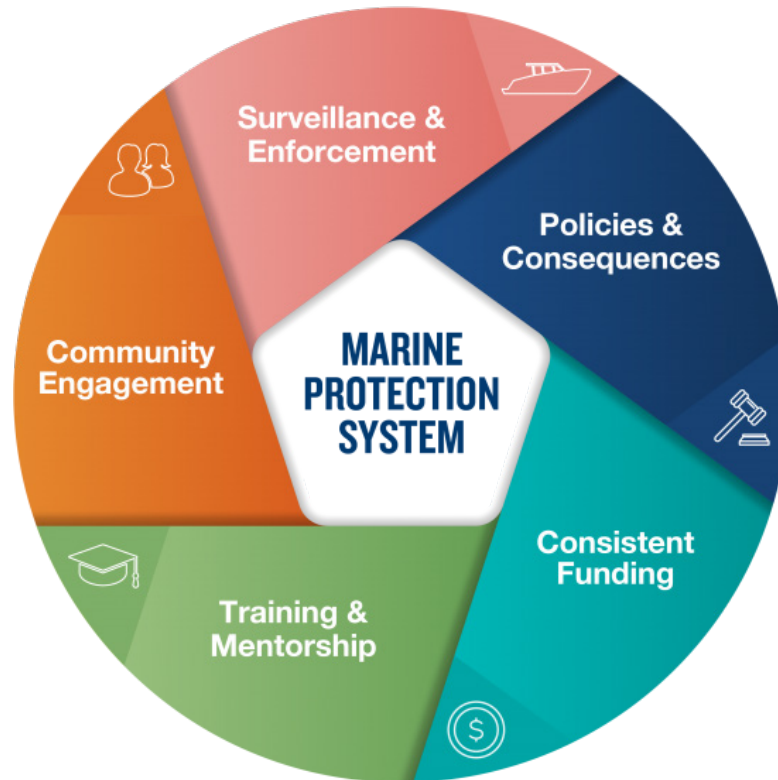 Surveillance &
Enforcement
Policies &
Consequences
Community
Engagement
MARINE
PROTECTION
SYSTEM
Consistent
Funding
Training &
Mentorship
$